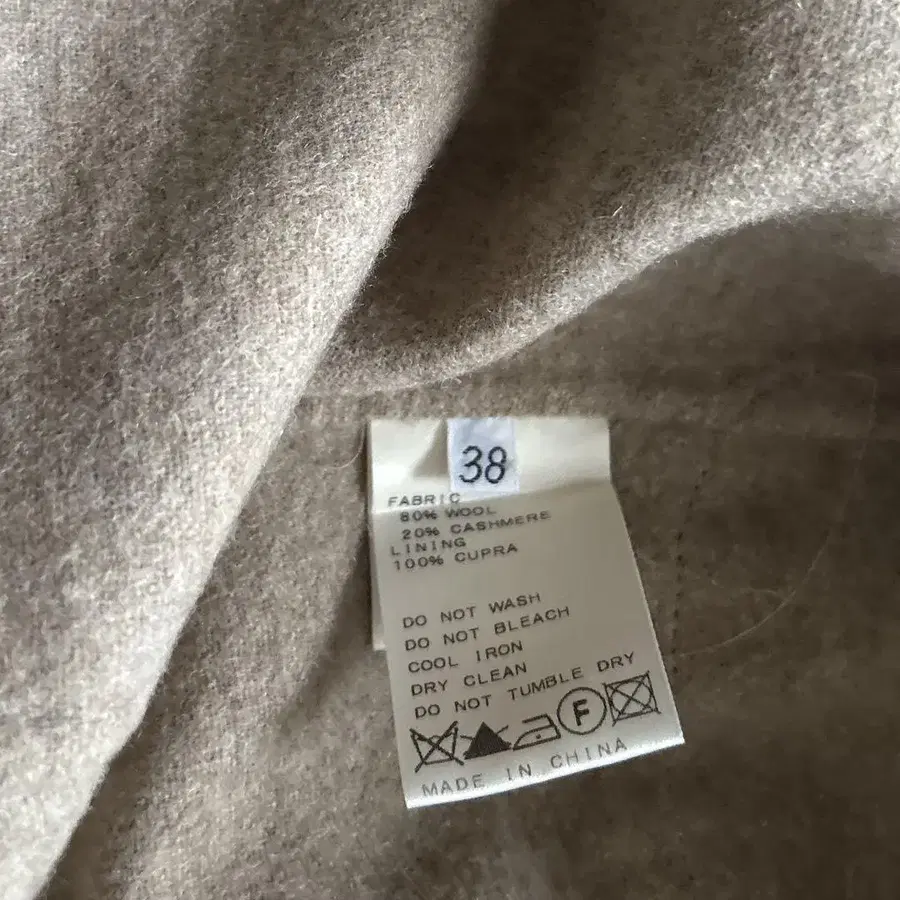 38
FABRIC
80% WOOL
20% CASHMERE
LINING
100% CUPRA
DO NOT WASH
DO NOT BLEACH
COOL IRON
DRY CLEAN
DO NOT TUMBLE DRY
F
MADE IN CHINA